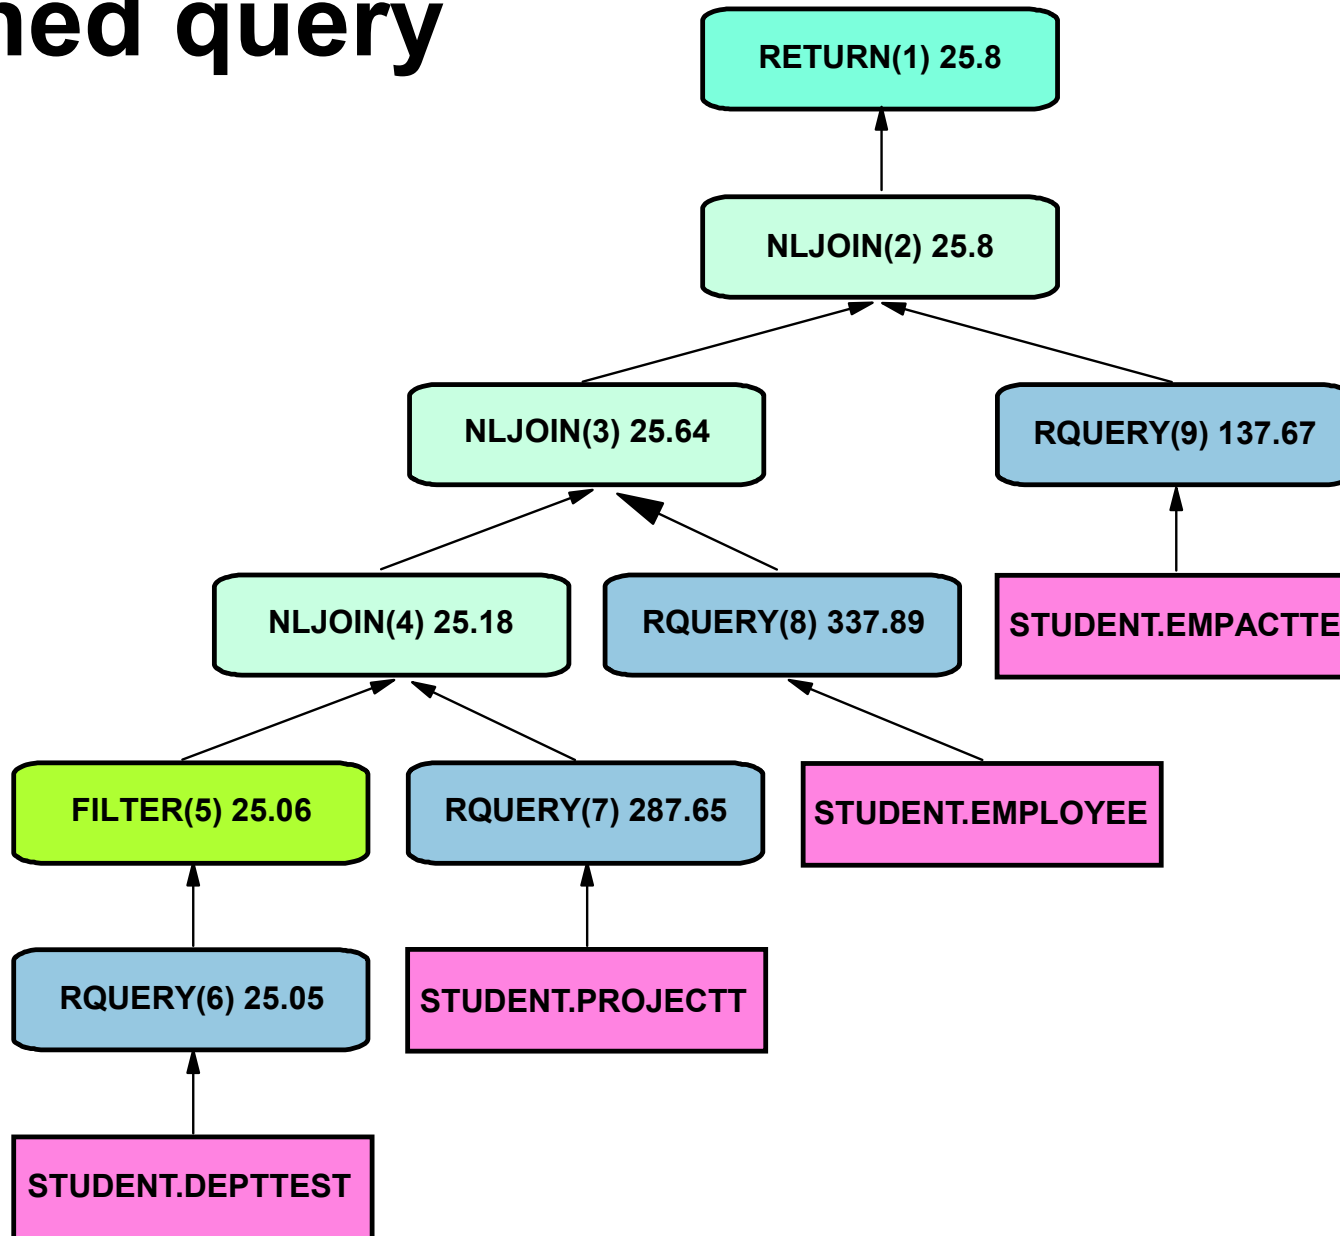 ned query
RETURN(1) 25.8
NLJOIN(2) 25.8
NLJOIN(3) 25.64
RQUERY(9) 137.67
NLJOIN(4) 25.18
RQUERY(8) 337.89
STUDENT.EMPACTTE
FILTER(5) 25.06
RQUERY(7) 287.65
STUDENT.EMPLOYEE
RQUERY(6) 25.05
STUDENT.PROJECTT
STUDENT.DEPTTEST